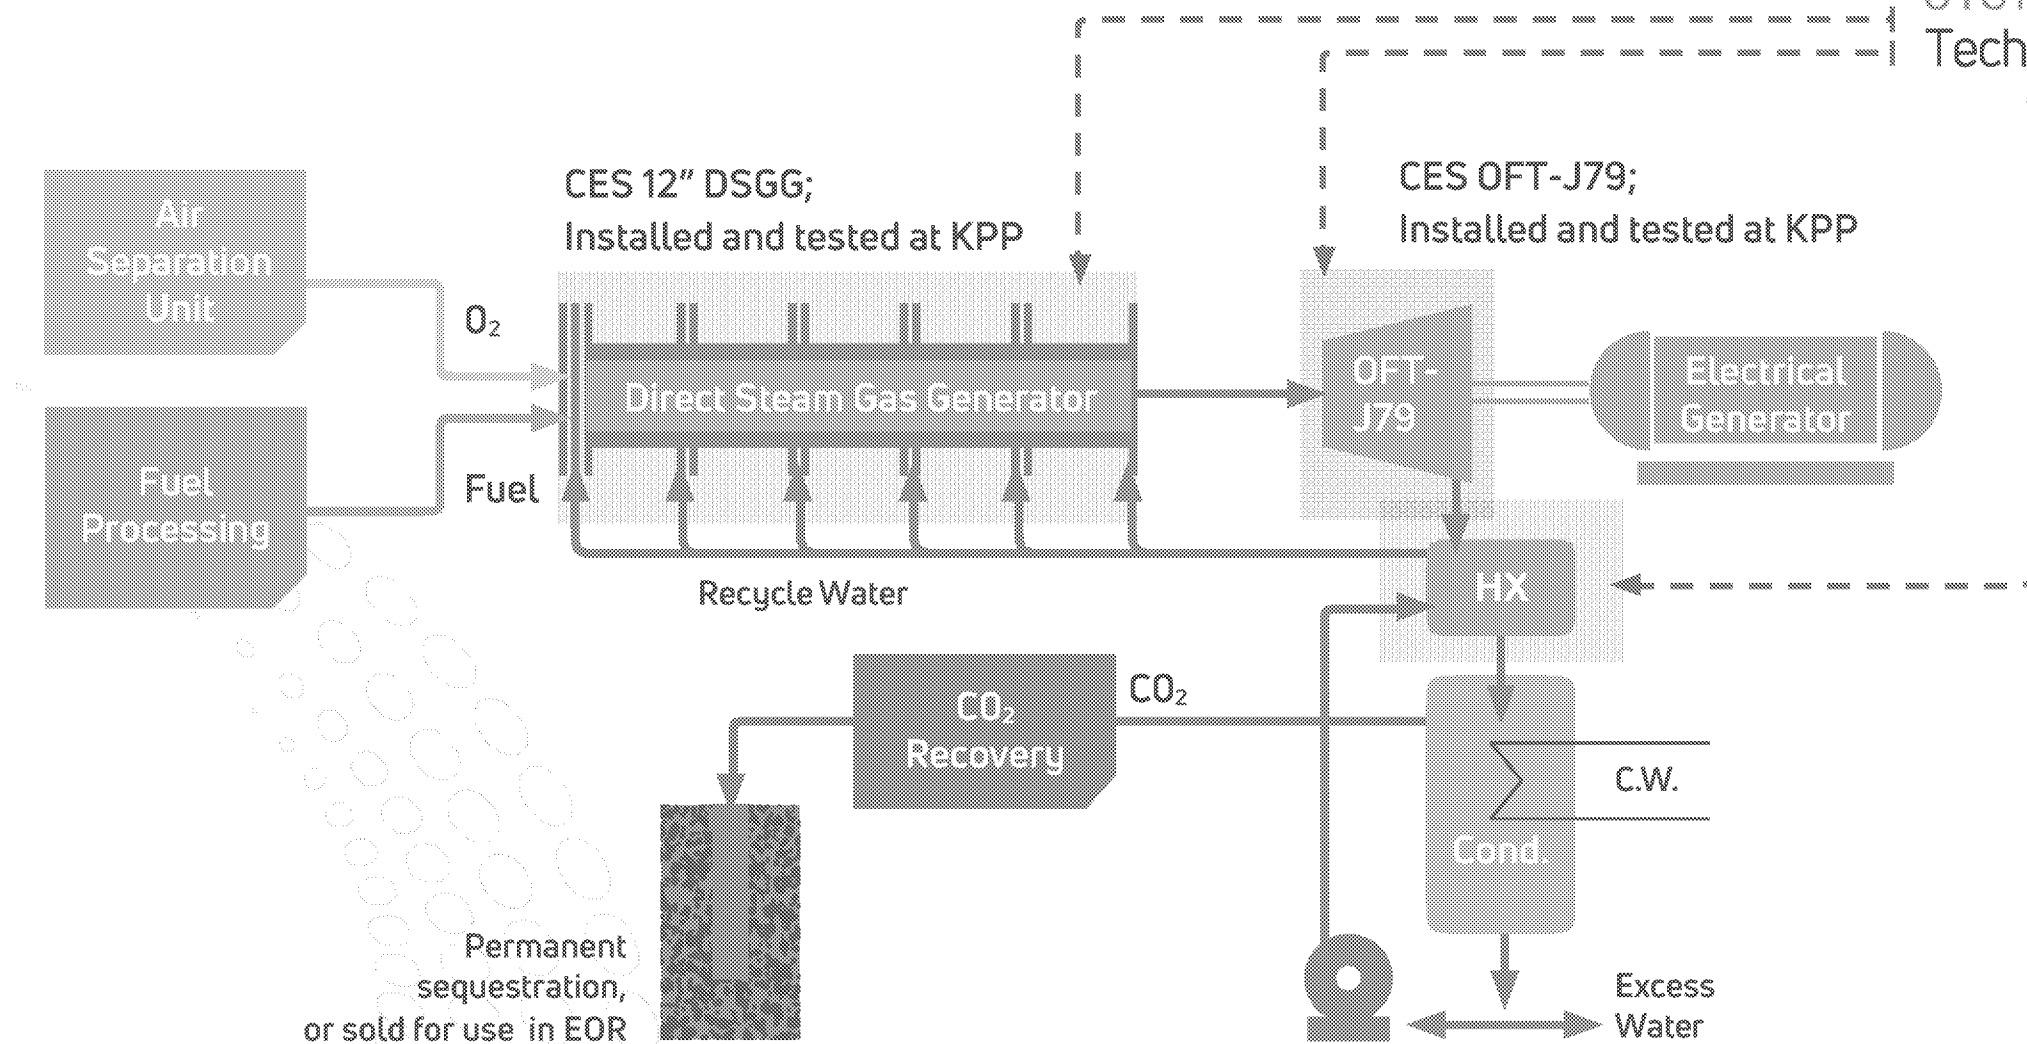 Tech
CES 12” DSGG;
Installed and tested at KPP
CES OFT-J79;
Installed and tested at KPP
Air
Separation
Unit
O₂
Direct Steam Gas Generator
OFT-
J79
Electrical
Generator
Fuel
Processing
Fuel
Recycle Water
HX
CO₂
Recovery
CO₂
C.W.
Cond.
Permanent
sequestration,
or sold for use in EOR
Excess
Water